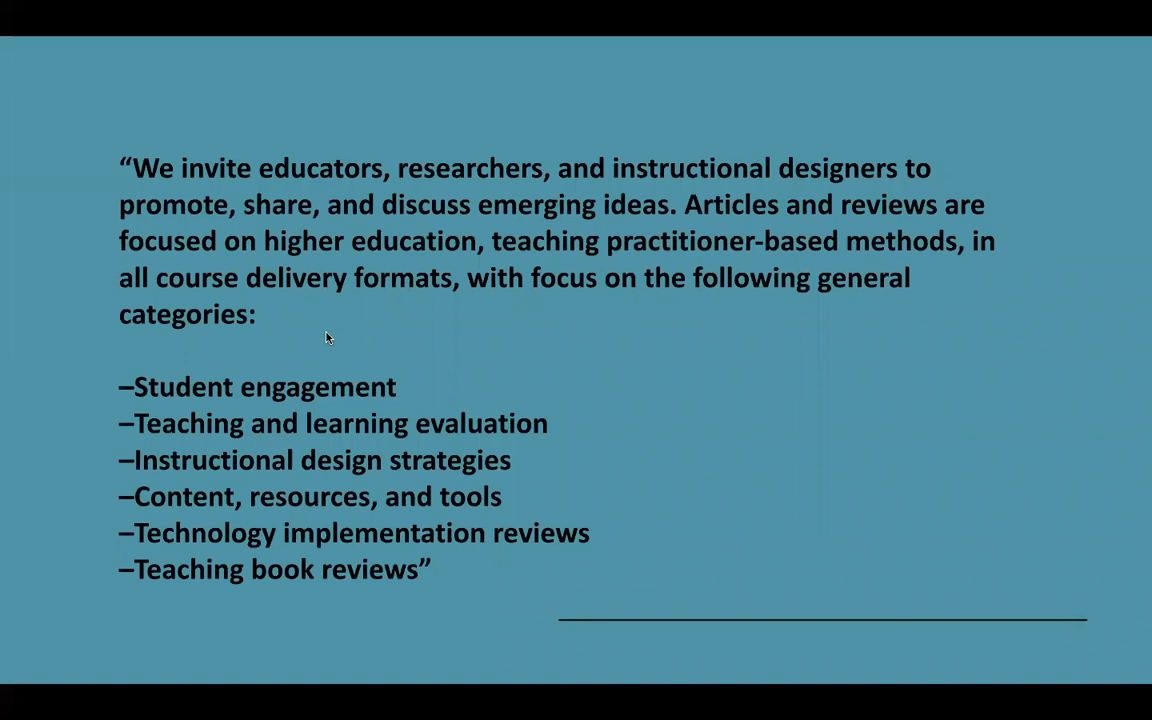 “We invite educators, researchers, and instructional designers to
promote, share, and discuss emerging ideas. Articles and reviews are
focused on higher education, teaching practitioner-based methods, in
all course delivery formats, with focus on the following general
categories:
–Student engagement
–Teaching and learning evaluation
–Instructional design strategies
–Content, resources, and tools
–Technology implementation reviews
–Teaching book reviews”